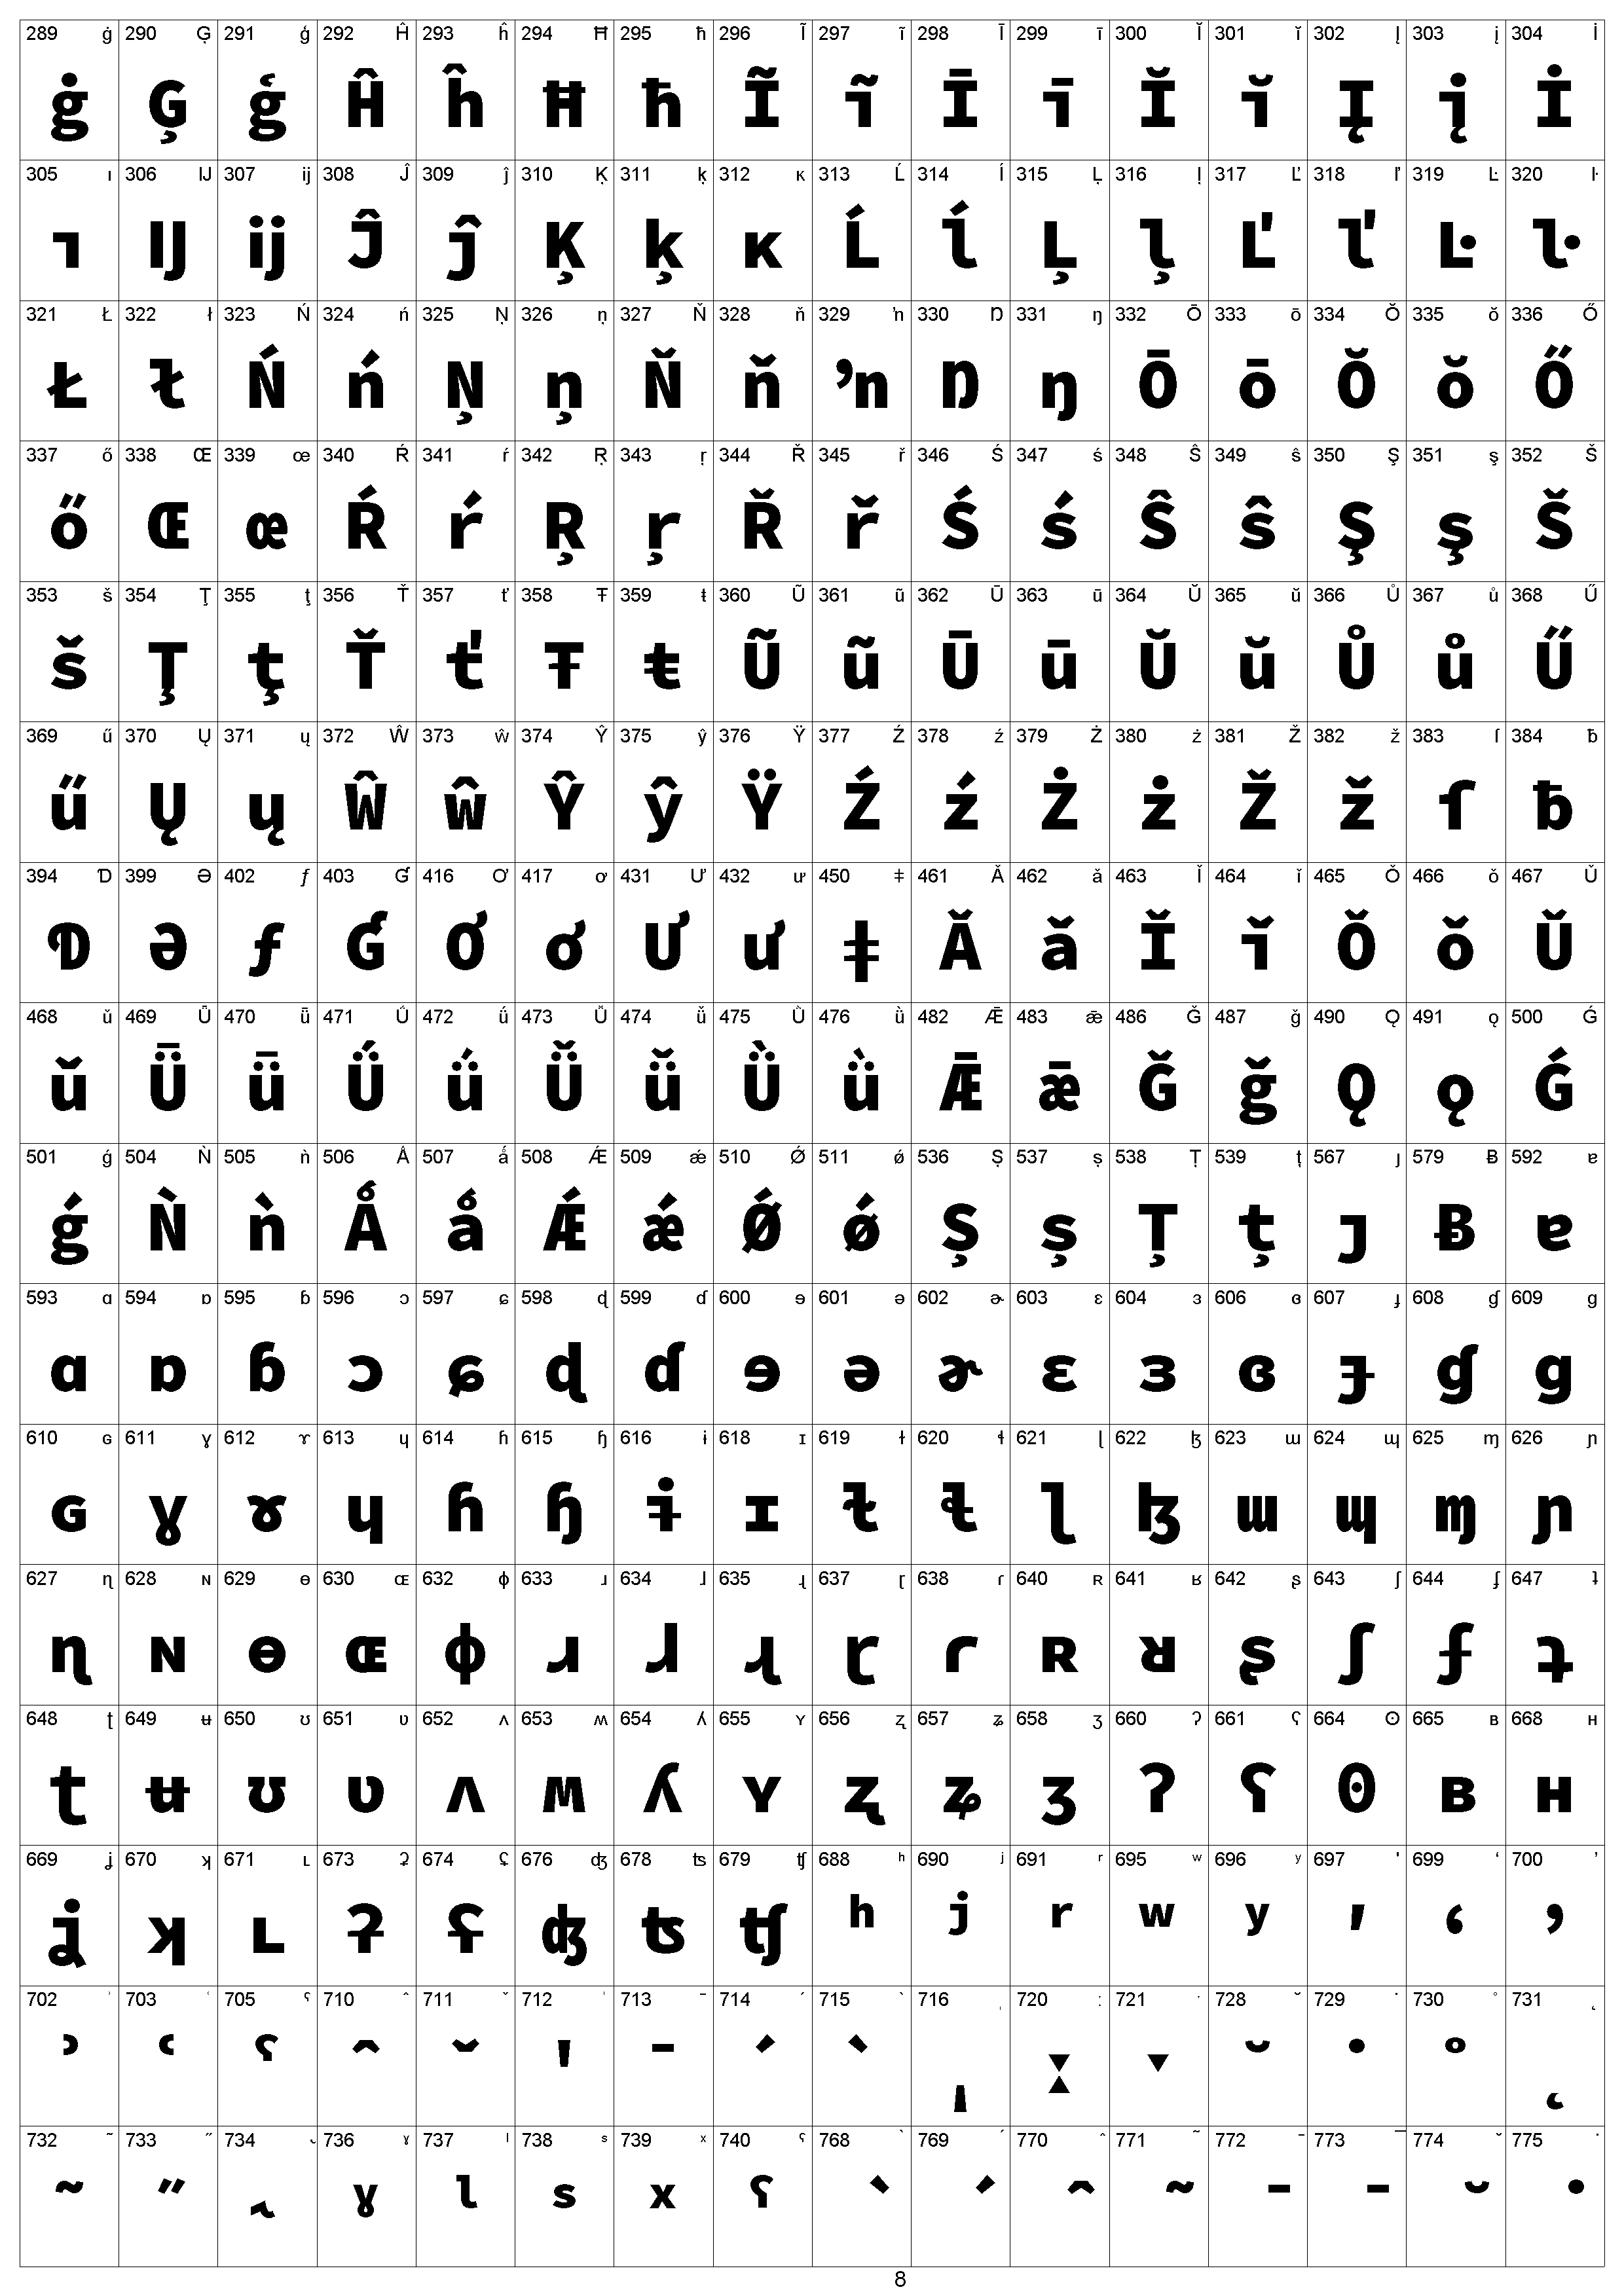 289 ġ 290 Ģ 291 ģ 292 Ĥ 293 ĥ 294 Ħ 295 ħ 296 Ĩ 297 ĩ 298 Ī 299 ī 300 Ĭ 301 ĭ 302 Į 303 į 304 İ
ġ Ģ ģ Ĥ ĥ Ħ ħ Ĩ ĩ Ī ī Ĭ ĭ Į į İ
305 ı 306 Ĳ 307 ĳ 308 Ĵ 309 ĵ 310 Ķ 311 ķ 312 ĸ 313 Ĺ 314 ĺ 315 Ļ 316 ļ 317 Ľ 318 ľ 319 Ŀ 320 ŀ
ı Ĳ ĳ Ĵ ĵ Ķ ķ ĸ Ĺ ĺ Ļ ļ Ľ ľ Ŀ ŀ
321 Ł 322 ł 323 Ń 324 ń 325 Ņ 326 ņ 327 Ň 328 ň 329 ŉ 330 Ŋ 331 ŋ 332 Ō 333 ō 334 Ŏ 335 ŏ 336 Ő
Ł ł Ń ń Ņ ņ Ň ň ŉ Ŋ ŋ Ō ō Ŏ ŏ Ő
337 ő 338 Œ 339 œ 340 Ŕ 341 ŕ 342 Ŗ 343 ŗ 344 Ř 345 ř 346 Ś 347 ś 348 Ŝ 349 ŝ 350 Ş 351 ş 352 Š
ő Œ œ Ŕ ŕ Ŗ ŗ Ř ř Ś ś Ŝ ŝ Ş ş Š
353 š 354 Ţ 355 ţ 356 Ť 357 ť 358 Ŧ 359 ŧ 360 Ũ 361 ũ 362 Ū 363 ū 364 Ŭ 365 ŭ 366 Ů 367 ů 368 Ű
š Ţ ţ Ť ť Ŧ ŧ Ũ ũ Ū ū Ŭ ŭ Ů ů Ű
369 ű 370 Ų 371 ų 372 Ŵ 373 ŵ 374 Ŷ 375 ŷ 376 Ÿ 377 Ź 378 ź 379 Ż 380 ż 381 Ž 382 ž 383 ſ 384 ƀ
ű Ų ų Ŵ ŵ Ŷ ŷ Ÿ Ź ź Ż ż Ž ž ſ ƀ
394 Ɗ 399 Ə 402 ƒ 403 Ɠ 416 Ơ 417 ơ 431 Ư 432 ư 450 ǂ 461 Ǎ 462 ǎ 463 Ǐ 464 ǐ 465 Ǒ 466 ǒ 467 Ǔ
Ɗ Ə ƒ Ɠ Ơ ơ Ư ư ǂ Ǎ ǎ Ǐ ǐ Ǒ ǒ Ǔ
468 ǔ 469 Ǖ 470 ǖ 471 Ǘ 472 ǘ 473 Ǚ 474 ǚ 475 Ǜ 476 ǜ 482 Ǣ 483 ǣ 486 Ǧ 487 ǧ 490 Ǫ 491 ǫ 500 Ǵ
ǔ Ǖ ǖ Ǘ ǘ Ǚ ǚ Ǜ ǜ Ǣ ǣ Ǧ ǧ Ǫ ǫ Ǵ
501 ǵ 504 Ǹ 505 ǹ 506 Ǻ 507 ǻ 508 Ǽ 509 ǽ 510 Ǿ 511 ǿ 536 Ș 537 ș 538 Ț 539 ț 567 ȷ 579 Ƀ 592 ɐ
ǵ Ǹ ǹ Ǻ ǻ Ǽ ǽ Ǿ ǿ Ș ș Ț ț ȷ Ƀ ɐ
593 ɑ 594 ɒ 595 ɓ 596 ɔ 597 ɕ 598 ɖ 599 ɗ 600 ɘ 601 ə 602 ɚ 603 ɛ 604 ɜ 606 ɞ 607 ɟ 608 ɠ 609 ɡ
ɑ ɒ ɓ ɔ ɕ ɖ ɗ ɘ ə ɚ ɛ ɜ ɞ ɟ ɠ ɡ
610 ɢ 611 ɣ 612 ɤ 613 ɥ 614 ɦ 615 ɧ 616 ɨ 618 ɪ 619 ɫ 620 ɬ 621 ɭ 622 ɮ 623 ɯ 624 ɰ 625 ɱ 626 ɲ
ɢ ɣ ɤ ɥ ɦ ɧ ɨ ɪ ɫ ɬ ɭ ɮ ɯ ɰ ɱ ɲ
627 ɳ 628 ɴ 629 ɵ 630 ɶ 632 ɸ 633 ɹ 634 ɺ 635 ɻ 637 ɽ 638 ɾ 640 ʀ 641 ʁ 642 ʂ 643 ʃ 644 ʄ 647 ʇ
ɳ ɴ ɵ ɶ ɸ ɹ ɺ ɻ ɽ ɾ ʀ ʁ ʂ ʃ ʄ ʇ
648 ʈ 649 ʉ 650 ʊ 651 ʋ 652 ʌ 653 ʍ 654 ʎ 655 ʏ 656 ʐ 657 ʑ 658 ʒ 660 ʔ 661 ʕ 664 ʘ 665 ʙ 668 ʜ
ʈ ʉ ʊ ʋ ʌ ʍ ʎ ʏ ʐ ʑ ʒ ʔ ʕ ʘ ʙ ʜ
669 ʝ 670 ʞ 671 ʟ 673 ʡ 674 ʢ 676 ʤ 678 ʦ 679 ʧ 688 ʰ 690 ʲ 691 ʳ 695 ʷ 696 ʸ 697 ʹ 699 ʻ 700 ʼ
ʝ ʞ ʟ ʡ ʢ ʤ ʦ ʧ ʰ ʲ ʳ ʷ ʸ ʹ ʻ ʼ
702 ʾ 703 ʿ 705 ˁ 710 ˆ 711 ˇ 712 ˈ 713 ˉ 714 ˊ 715 ˋ 716 ˌ 720 ː 721 ˑ 728 ˘ 729 ˙ 730 ˚ 731 ˛
ʾ ʿ ˁ ˆ ˇ ˈ ˉ ˊ ˋ ˌ ː ˑ ˘ ˙ ˚ ˛
732 ˜ 733 ˝ 734 ˞ 736 ˠ 737 ˡ 738 ˢ 739 ˣ 740 ˤ 768 ̀ 769 ́ 770 ̂ 771 ̃ 772 ̄ 773 ̅ 774 ̆ 775 ̇
˜ ˝ ˞ ˠ ˡ ˢ ˣ ˤ ̀ ́ ̂ ̃ ̄ ̅ ̆ ̇
8